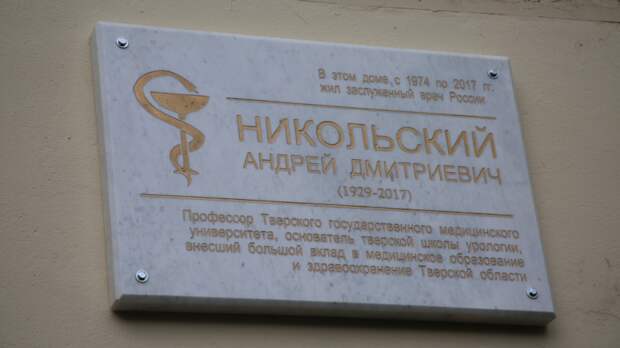 В этом доме с 1974 по 2017 гг.
жил заслуженный врач России
НИКОЛЬСКИЙ
АНДРЕЙ ДМИТРИЕВИЧ
(1929-2017)
Профессор Тверского государственного медицинского
университета, основатель тверской школы урологии,
внесший большой вклад в медицинское образование
и здравоохранение Тверской области